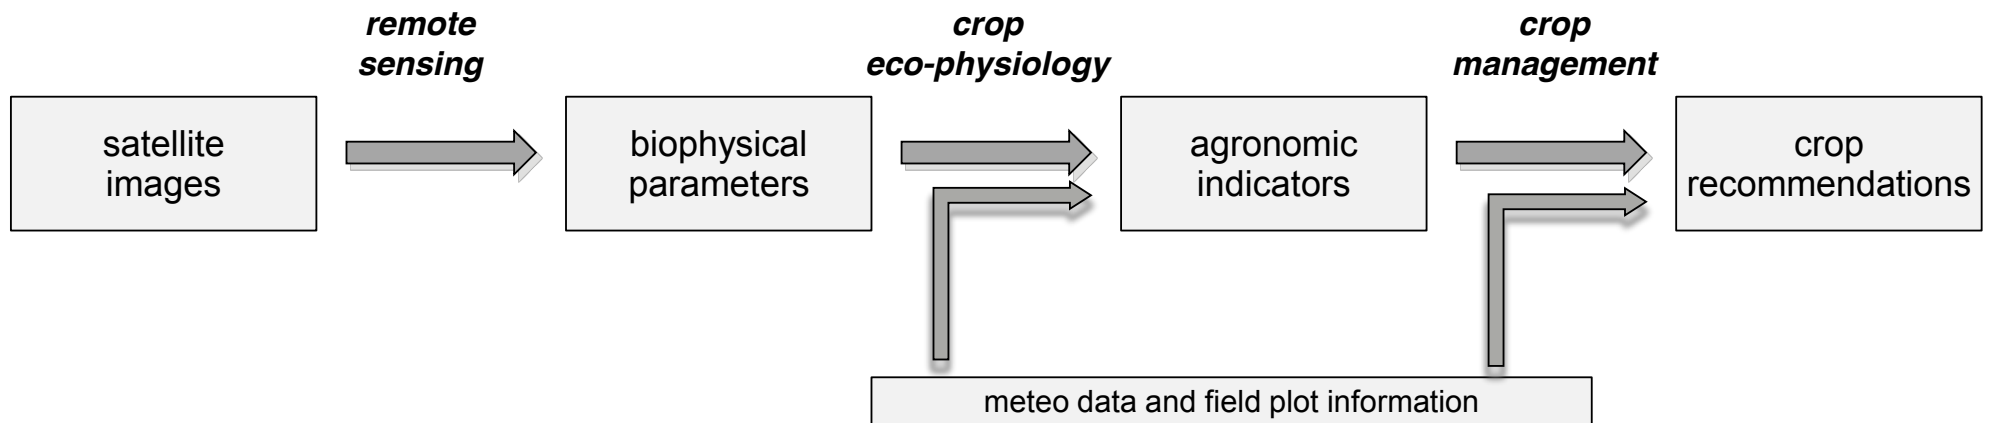 remote
sensing
crop
eco-physiology
crop
management
satellite
images
biophysical
parameters
agronomic
indicators
crop
recommendations
meteo data and field plot information